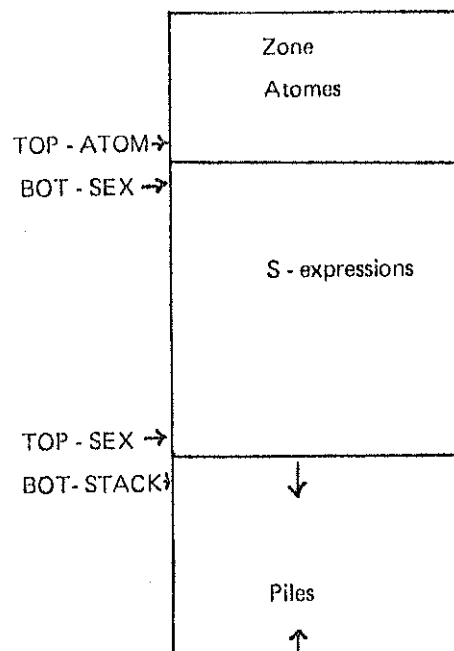 Zone
Atomes
TOP - ATOM
BOT - SEX
S - expressions
TOP - SEX
BOT- STACK
Piles